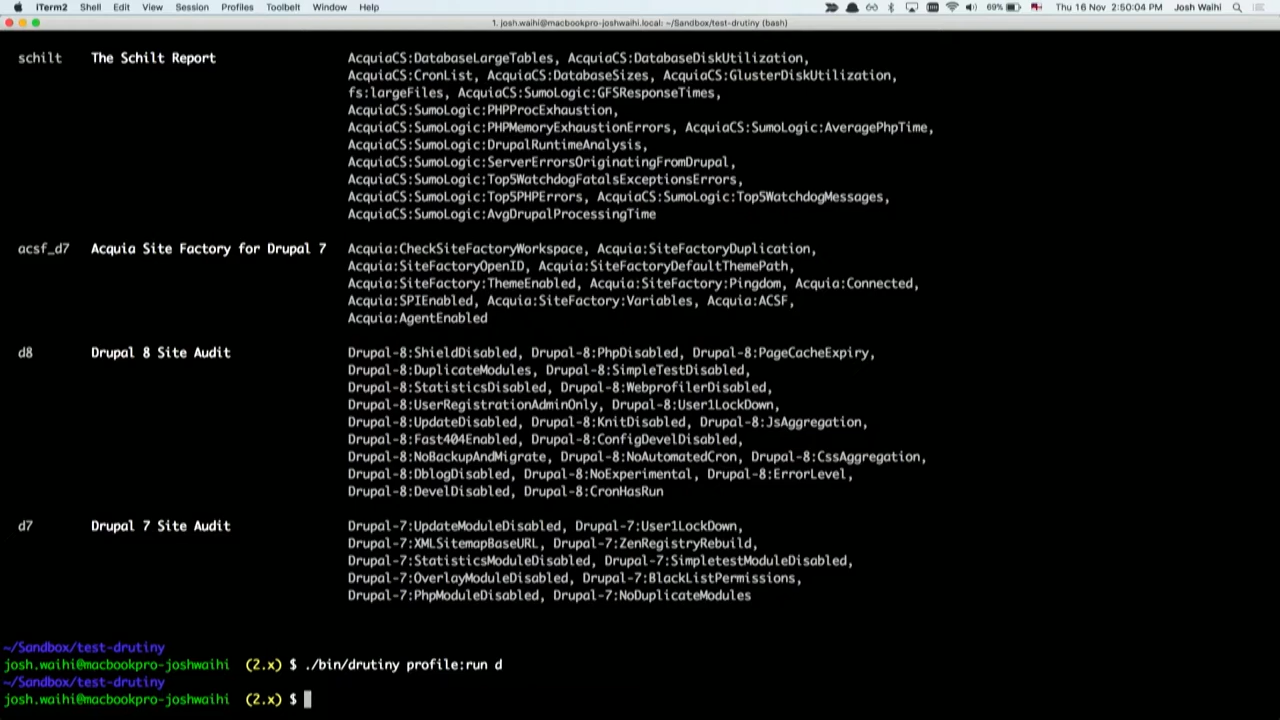 iTerm2 Shell Edit View Session Profiles Toolbelt Window Help 69% Thu 16 Nov 2:50:04 PM Josh Waihi
1. josh.waihi@macbookpro-joshwaihi.local: ~/Sandbox/test-drutiny (bash)
schilt The Schilt Report AcquiaCS:DatabaseLargeTables, AcquiaCS:DatabaseDiskUtilization,
AcquiaCS:CronList, AcquiaCS:DatabaseSizes, AcquiaCS:GlusterDiskUtilization,
fs:largeFiles, AcquiaCS:SumoLogic:GFSResponseTimes,
AcquiaCS:SumoLogic:PHPProcExhaustion,
AcquiaCS:SumoLogic:PHPMemoryExhaustionErrors, AcquiaCS:SumoLogic:AveragePhpTime,
AcquiaCS:SumoLogic:DrupalRuntimeAnalysis,
AcquiaCS:SumoLogic:ServerErrorsOriginatingFromDrupal,
AcquiaCS:SumoLogic:Top5WatchdogFatalsExceptionsErrors,
AcquiaCS:SumoLogic:Top5PHPErrors, AcquiaCS:SumoLogic:Top5WatchdogMessages,
AcquiaCS:SumoLogic:AvgDrupalProcessingTime
acsf_d7 Acquia Site Factory for Drupal 7 Acquia:CheckSiteFactoryWorkspace, Acquia:SiteFactoryDuplication,
Acquia:SiteFactoryOpenID, Acquia:SiteFactoryDefaultThemePath,
Acquia:SiteFactory:ThemeEnabled, Acquia:SiteFactory:Pingdom, Acquia:Connected,
Acquia:SPIEnabled, Acquia:SiteFactory:Variables, Acquia:ACSF,
Acquia:AgentEnabled
d8 Drupal 8 Site Audit Drupal-8:ShieldDisabled, Drupal-8:PhpDisabled, Drupal-8:PageCacheExpiry,
Drupal-8:DuplicateModules, Drupal-8:SimpleTestDisabled,
Drupal-8:StatisticsDisabled, Drupal-8:WebprofilerDisabled,
Drupal-8:UserRegistrationAdminOnly, Drupal-8:User1LockDown,
Drupal-8:UpdateDisabled, Drupal-8:KnitDisabled, Drupal-8:JsAggregation,
Drupal-8:Fast404Enabled, Drupal-8:ConfigDevelDisabled,
Drupal-8:NoBackupAndMigrate, Drupal-8:NoAutomatedCron, Drupal-8:CssAggregation,
Drupal-8:DblogDisabled, Drupal-8:NoExperimental, Drupal-8:ErrorLevel,
Drupal-8:DevelDisabled, Drupal-8:CronHasRun
d7 Drupal 7 Site Audit Drupal-7:UpdateModuleDisabled, Drupal-7:User1LockDown,
Drupal-7:XMLSitemapBaseURL, Drupal-7:ZenRegistryRebuild,
Drupal-7:StatisticsModuleDisabled, Drupal-7:SimpletestModuleDisabled,
Drupal-7:OverlayModuleDisabled, Drupal-7:BlackListPermissions,
Drupal-7:PhpModuleDisabled, Drupal-7:NoDuplicateModules
~/Sandbox/test-drutiny
josh.waihi@macbookpro-joshwaihi (2.x) $ ./bin/drutiny profile:run d
~/Sandbox/test-drutiny
josh.waihi@macbookpro-joshwaihi (2.x) $